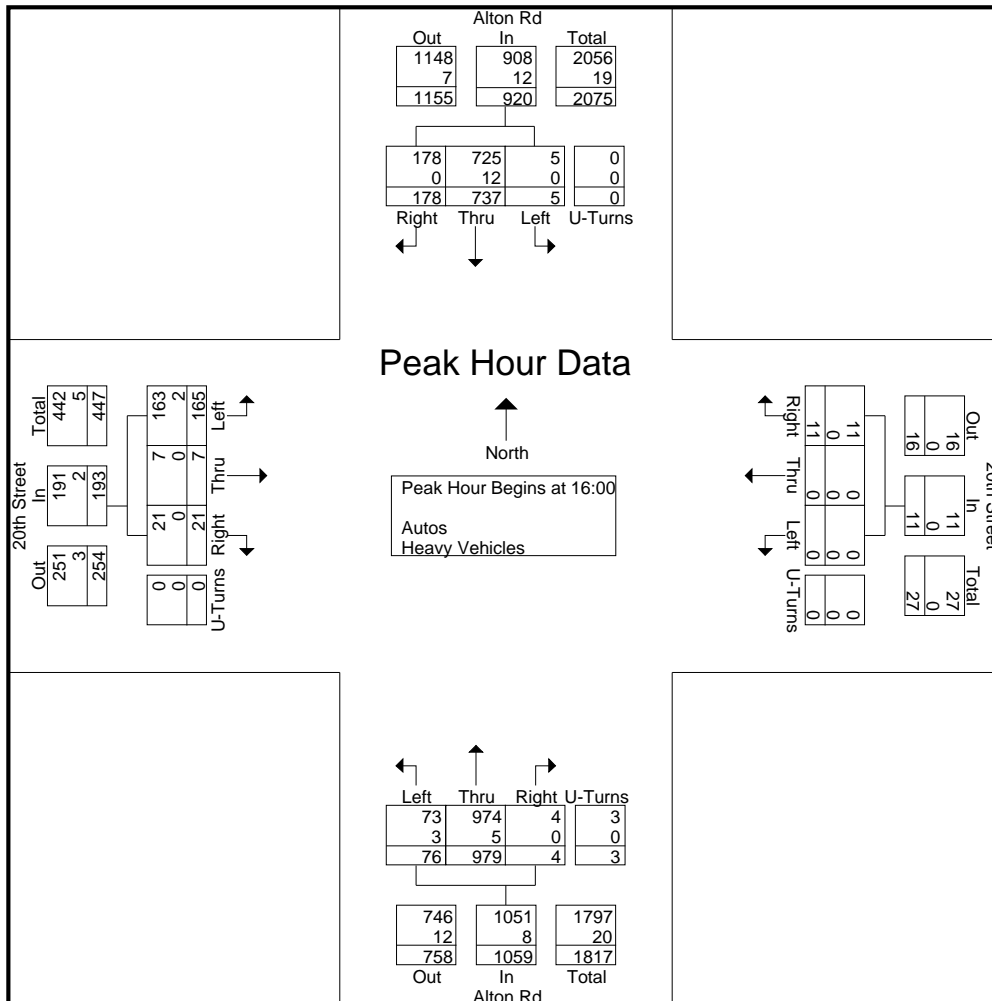 Alton Rd
Out In Total
1148 908 2056
7 12 19
1155 920 2075
178 725 5 0
0 12 0 0
178 737 5 0
Right Thru Left U-Turns
Peak Hour Data
North
Peak Hour Begins at 16:00
Autos
Heavy Vehicles
20th Street
Out In Total
251 191 442
3 2 5
254 193 447
U-Turns Right Thru Left
0 21 7 163
0 0 0 2
0 21 7 165
20th Street
Out In Total
16 11 27
0 0 0
16 11 27
Right Thru Left U-Turns
11 0 0 0
0 0 0 0
11 0 0 0
Left Thru Right U-Turns
73 974 4 3
3 5 0 0
76 979 4 3
746 1051 1797
12 8 20
758 1059 1817
Out In Total
Alton Rd